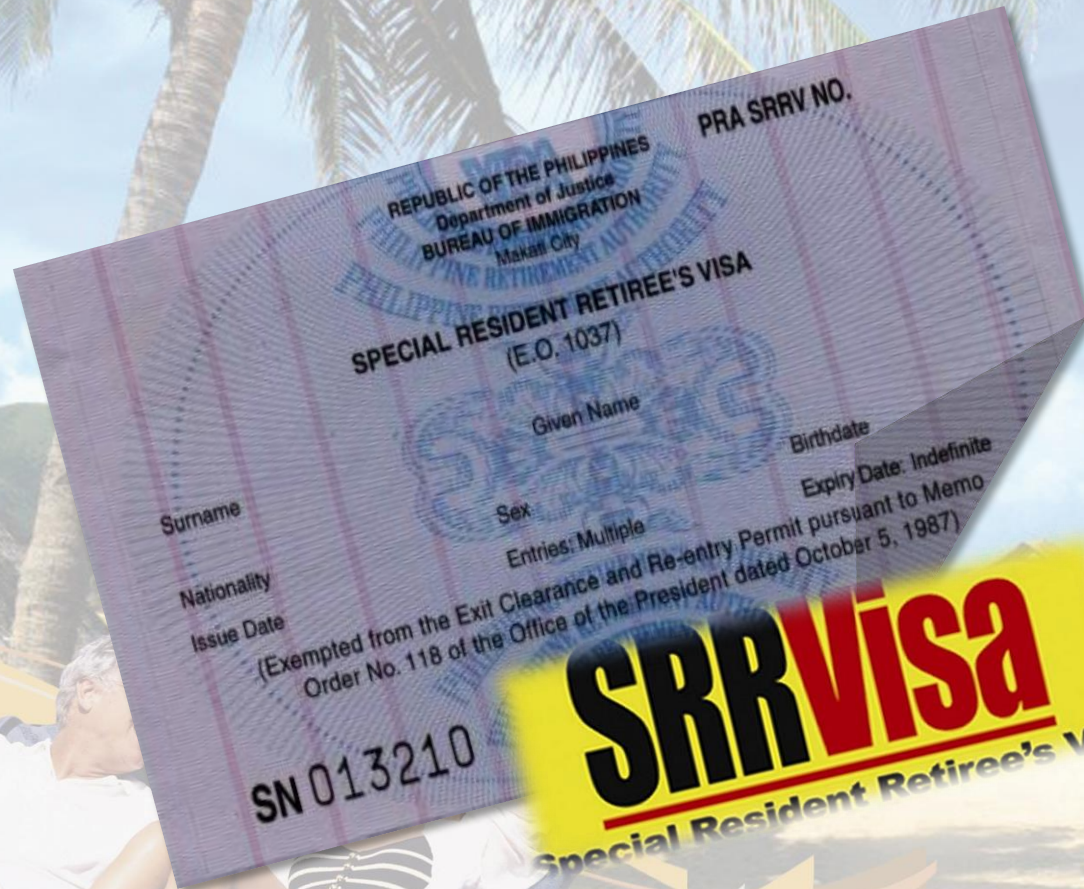 PRA SRRV NO.
REPUBLIC OF THE PHILIPPINES
Department of Justice
BUREAU OF IMMIGRATION
Makati City
PHILIPPINE RETIREMENT AUTHORITY
SPECIAL RESIDENT RETIREE'S VISA
(E.O. 1037)
Given Name
Birthdate
Surname
Sex
Expiry Date: Indefinite
Nationality
Entries: Multiple
Issue Date
(Exempted from the Exit Clearance and Re-entry Permit pursuant to Memo
Order No. 118 of the Office of the President dated October 5, 1987)
SN 013210
SRRVisa
Special Resident Retiree's V